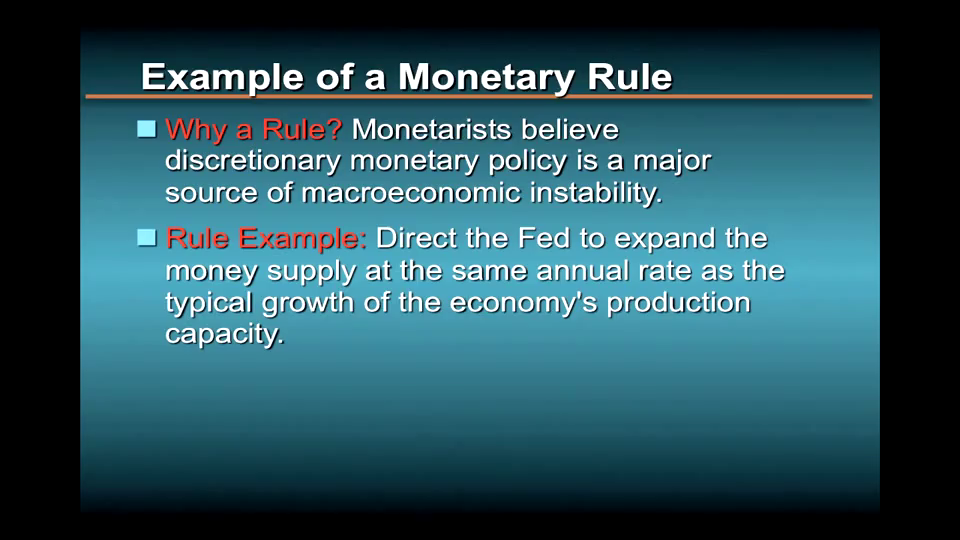 Example of a Monetary Rule
Why a Rule? Monetarists believe
discretionary monetary policy is a major
source of macroeconomic instability.
Rule Example: Direct the Fed to expand the
money supply at the same annual rate as the
typical growth of the economy's production
capacity.